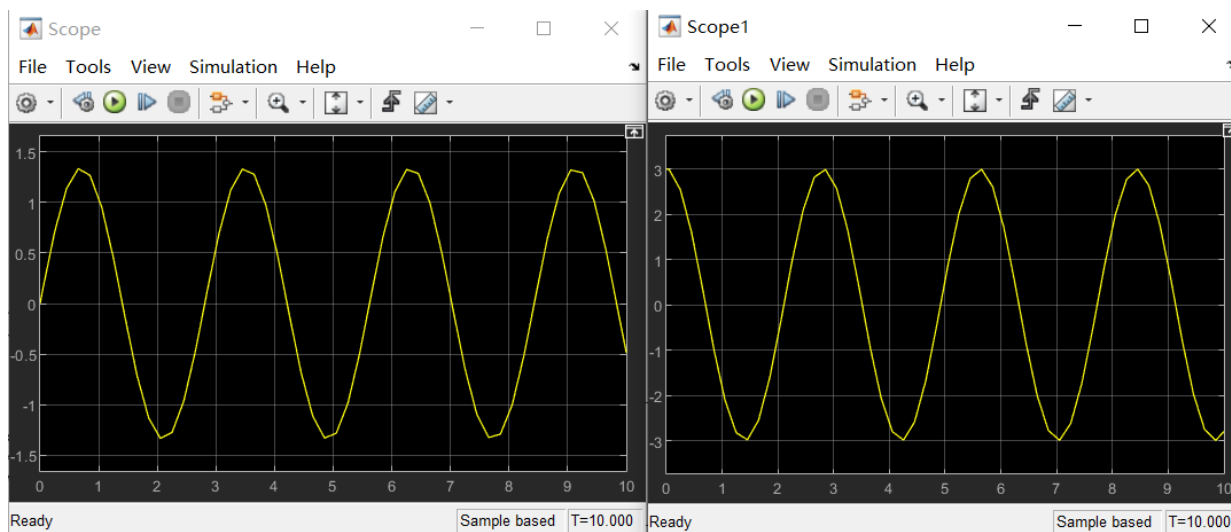 Scope
File Tools View Simulation Help
1.5
1
0.5
0
-0.5
-1
-1.5
0 1 2 3 4 5 6 7 8 9 10
Ready Sample based T=10.000
Scope1
File Tools View Simulation Help
3
2
1
0
-1
-2
-3
0 1 2 3 4 5 6 7 8 9 10
Ready Sample based T=10.000